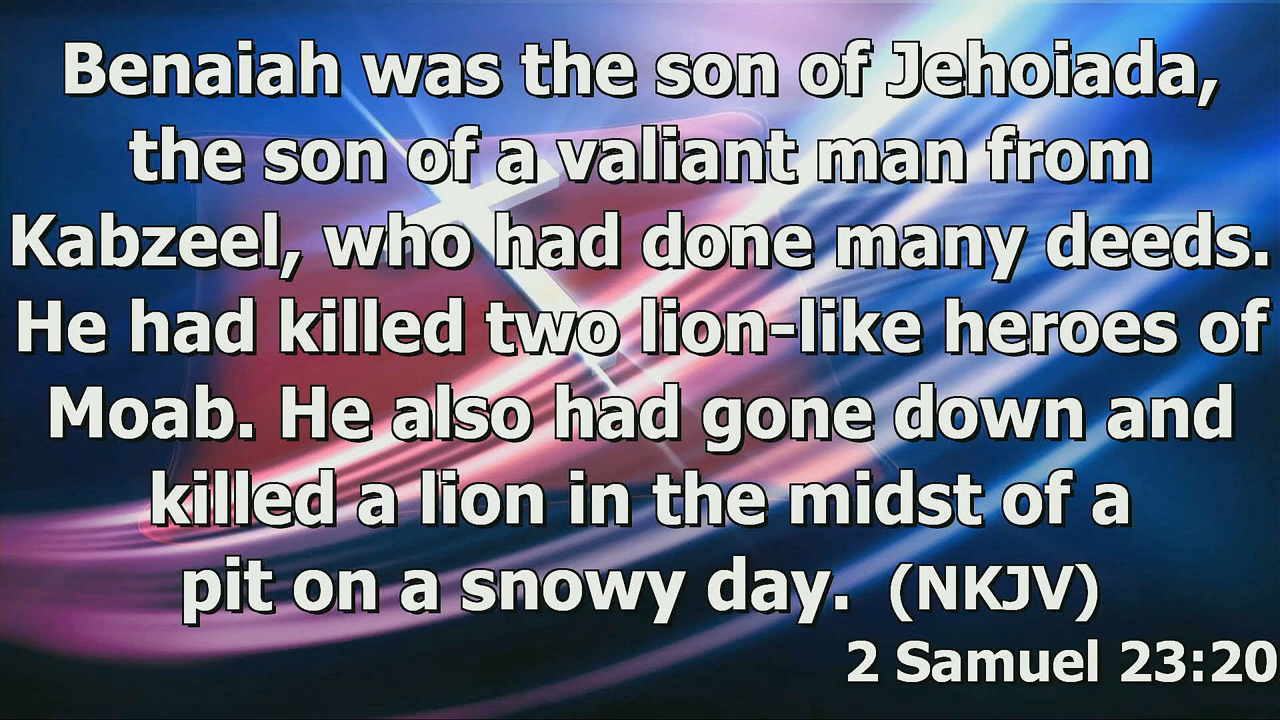 Benaiah was the son of Jehoiada,
the son of a valiant man from
Kabzeel, who had done many deeds.
He had killed two lion-like heroes of
Moab. He also had gone down and
killed a lion in the midst of a
pit on a snowy day. (NKJV)
2 Samuel 23:20